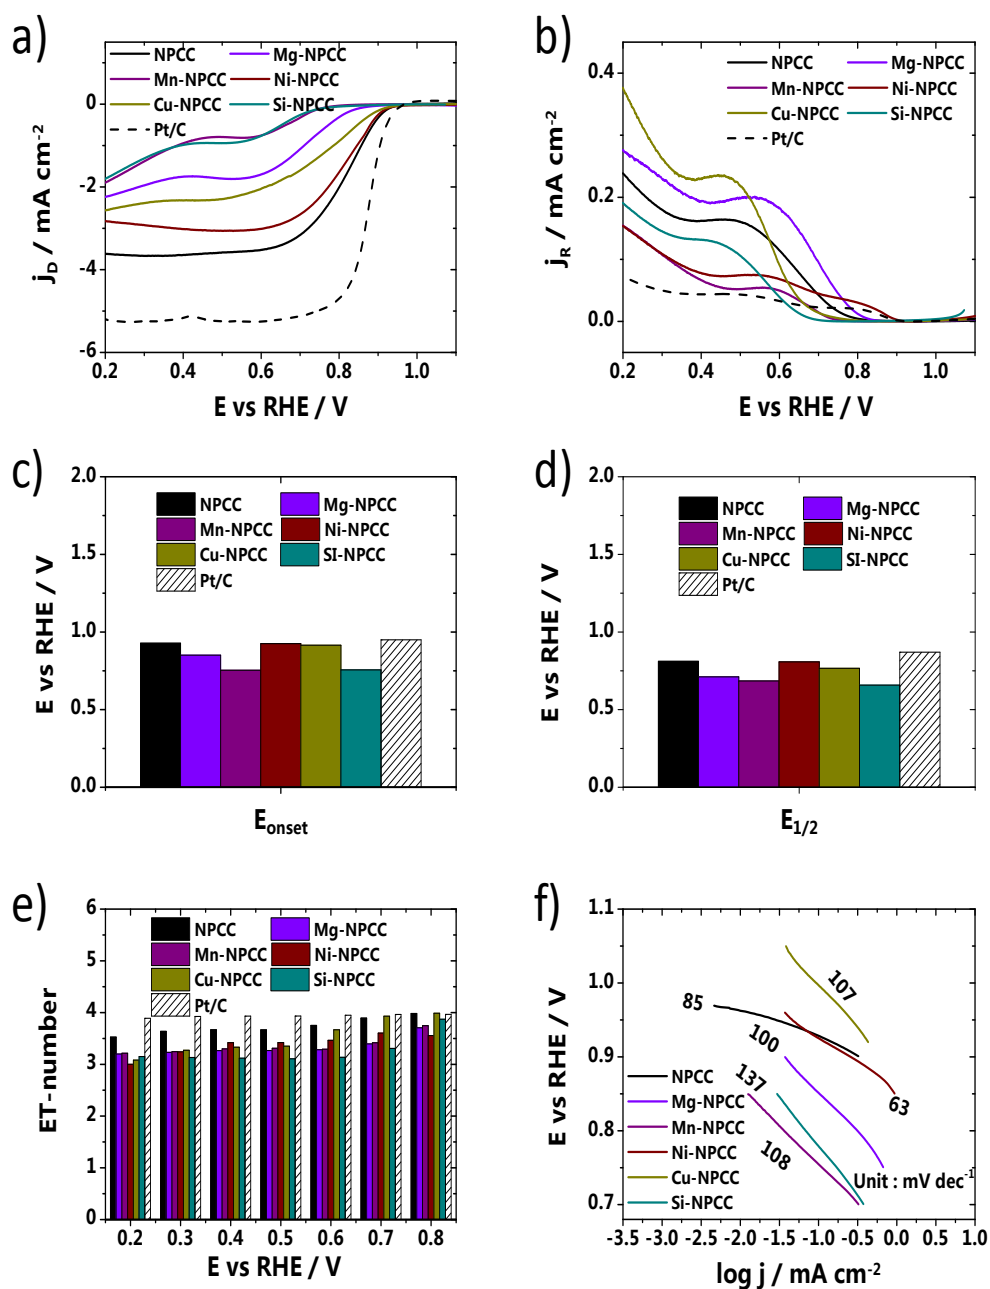 a)
NPCC
Mg-NPCC
Mn-NPCC
Ni-NPCC
Cu-NPCC
Si-NPCC
Pt/C
0
-2
-4
-6
0.2 0.4 0.6 0.8 1.0
j_D / mA cm⁻²
E vs RHE / V
b)
NPCC
Mg-NPCC
Mn-NPCC
Ni-NPCC
Cu-NPCC
Si-NPCC
Pt/C
0.4
0.2
0.0
0.2 0.4 0.6 0.8 1.0
j_R / mA cm⁻²
E vs RHE / V
c)
NPCC
Mg-NPCC
Mn-NPCC
Ni-NPCC
Cu-NPCC
SI-NPCC
Pt/C
2.0
1.5
1.0
0.5
0.0
E vs RHE / V
E_onset
d)
NPCC
Mg-NPCC
Mn-NPCC
Ni-NPCC
Cu-NPCC
SI-NPCC
Pt/C
2.0
1.5
1.0
0.5
0.0
E vs RHE / V
E_1/2
e)
NPCC
Mg-NPCC
Mn-NPCC
Ni-NPCC
Cu-NPCC
Si-NPCC
Pt/C
6
5
4
3
2
1
0
0.2 0.3 0.4 0.5 0.6 0.7 0.8
ET-number
E vs RHE / V
f)
1.1
1.0
0.9
0.8
0.7
E vs RHE / V
107
85
100
137
63
108
NPCC
Mg-NPCC
Mn-NPCC
Ni-NPCC
Cu-NPCC
Si-NPCC
Unit : mV dec⁻¹
-3.5 -3.0 -2.5 -2.0 -1.5 -1.0 -0.5 0.0 0.5 1.0
log j / mA cm⁻²